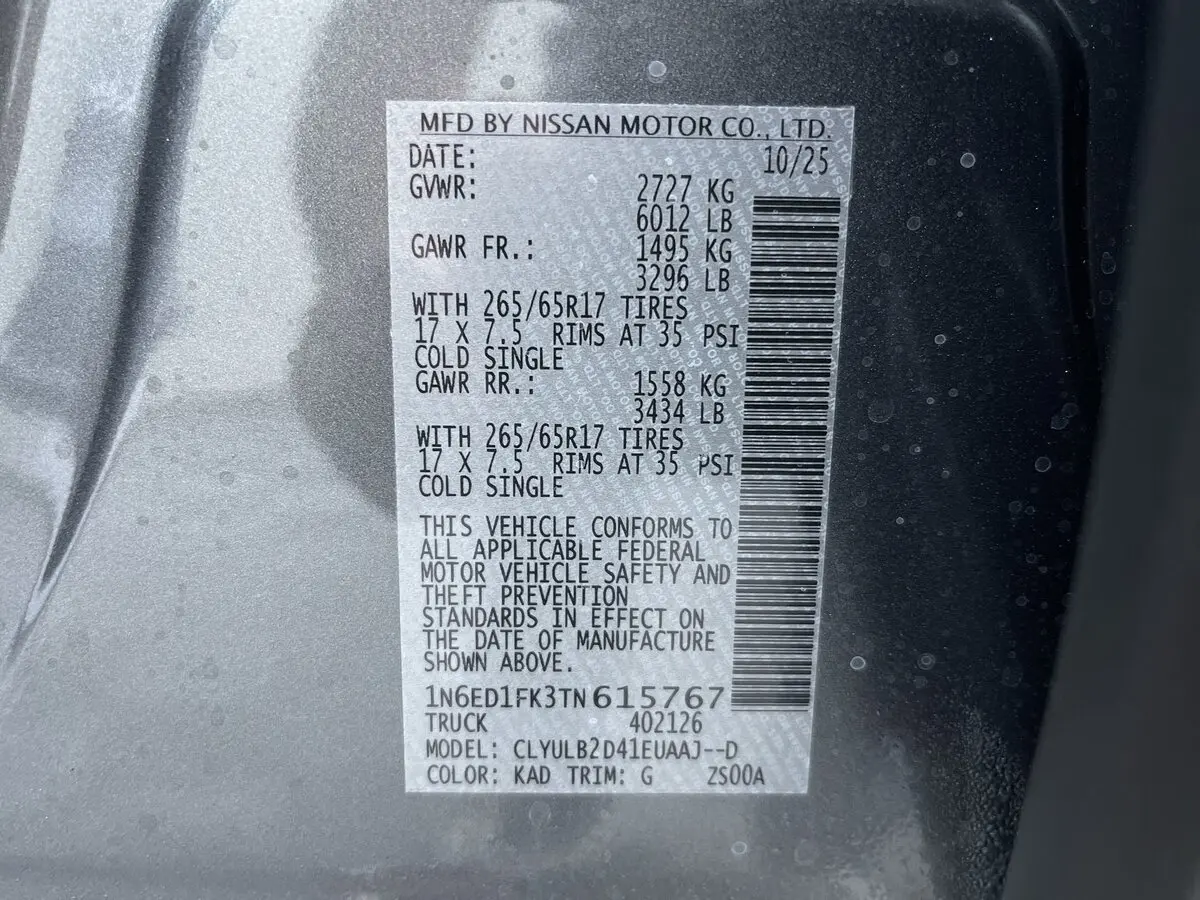 MFD BY NISSAN MOTOR CO., LTD.
DATE: 10/25
GVWR: 2727 KG
6012 LB
GAWR FR.: 1495 KG
3296 LB
WITH 265/65R17 TIRES
17 X 7.5 RIMS AT 35 PSI
COLD SINGLE
GAWR RR.: 1558 KG
3434 LB
WITH 265/65R17 TIRES
17 X 7.5 RIMS AT 35 PSI
COLD SINGLE
THIS VEHICLE CONFORMS TO
ALL APPLICABLE FEDERAL
MOTOR VEHICLE SAFETY AND
THEFT PREVENTION
STANDARDS IN EFFECT ON
THE DATE OF MANUFACTURE
SHOWN ABOVE.
1N6ED1FK3TN615767
TRUCK 402126
MODEL: CLYULB2D41EUAAJ--D
COLOR: KAD TRIM: G ZS00A